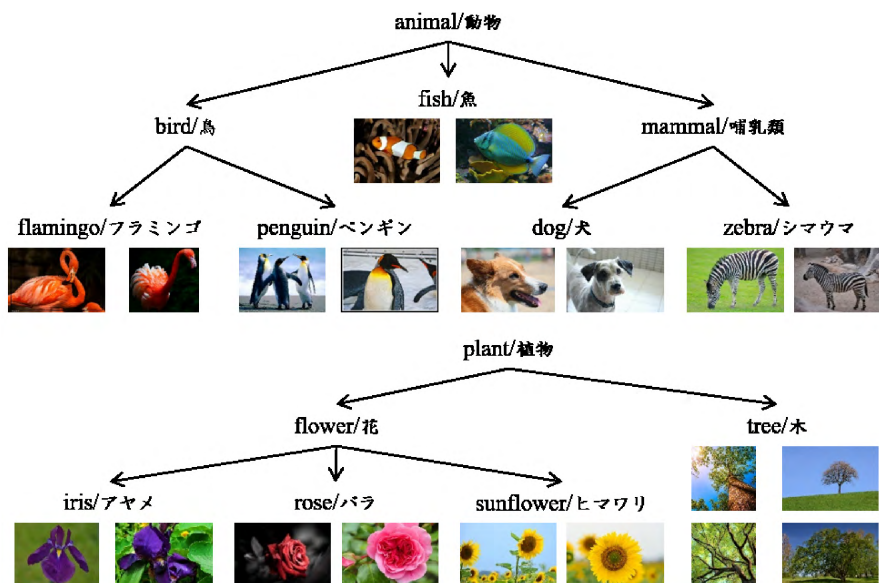 animal/動物
fish/魚
bird/鳥
mammal/哺乳類
flamingo/フラミンゴ
penguin/ペンギン
dog/犬
zebra/シマウマ
plant/植物
flower/花
tree/木
iris/アヤメ
rose/バラ
sunflower/ヒマワリ